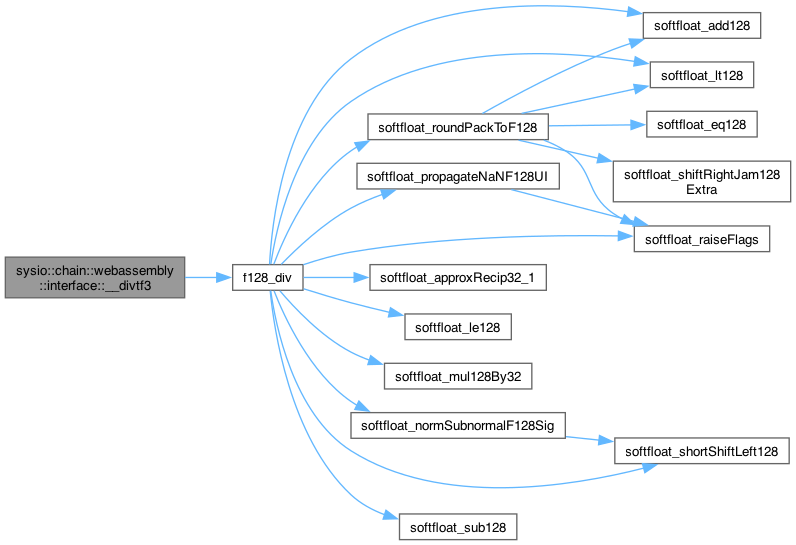 sysio::chain::webassembly
::interface::__divtf3
f128_div
softfloat_roundPackToF128
softfloat_propagateNaNF128UI
softfloat_approxRecip32_1
softfloat_le128
softfloat_mul128By32
softfloat_normSubnormalF128Sig
softfloat_sub128
softfloat_add128
softfloat_lt128
softfloat_eq128
softfloat_shiftRightJam128
Extra
softfloat_raiseFlags
softfloat_shortShiftLeft128